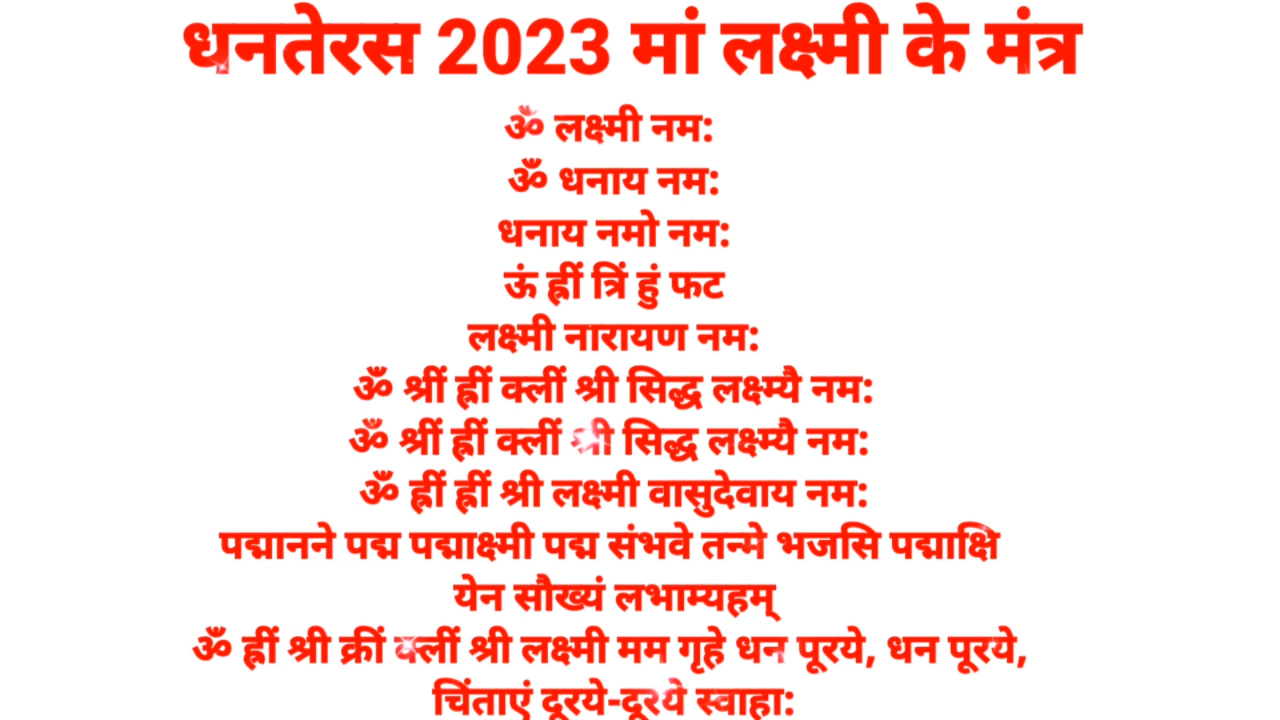 धनतेरस 2023 मां लक्ष्मी के मंत्र
ॐ लक्ष्मी नम:
ॐ धनाय नम:
धनाय नमो नम:
ऊं ह्रीं त्रिं हुं फट
लक्ष्मी नारायण नम:
ॐ श्रीं ह्रीं क्लीं श्री सिद्ध लक्ष्म्यै नम:
ॐ श्रीं ह्रीं क्लीं श्री सिद्ध लक्ष्म्यै नम:
ॐ ह्रीं ह्रीं श्री लक्ष्मी वासुदेवाय नम:
पद्मानने पद्म पद्माक्ष्मी पद्म संभवे तन्मे भजसि पद्माक्षि
येन सौख्यं लभाम्यहम्
ॐ ह्रीं श्री क्रीं क्लीं श्री लक्ष्मी मम गृहे धन पूरये, धन पूरये,
चिंताएं दूरये-दूरये स्वाहा: